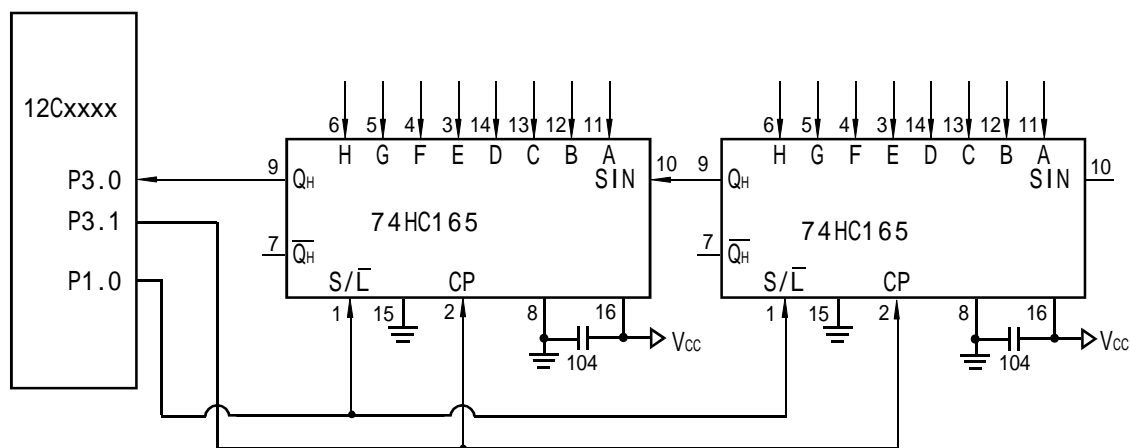 12Cxxxx
P3.0
P3.1
P1.0
6 5 4 3 14 13 12 11
H G F E D C B A
9 QH SIN 10
74HC165
7 Q̅H̅
S/L̅ CP
1 15 2 8 16
104
VCC
6 5 4 3 14 13 12 11
H G F E D C B A
9 QH SIN 10
74HC165
7 Q̅H̅
S/L̅ CP
1 15 2 8 16
104
VCC